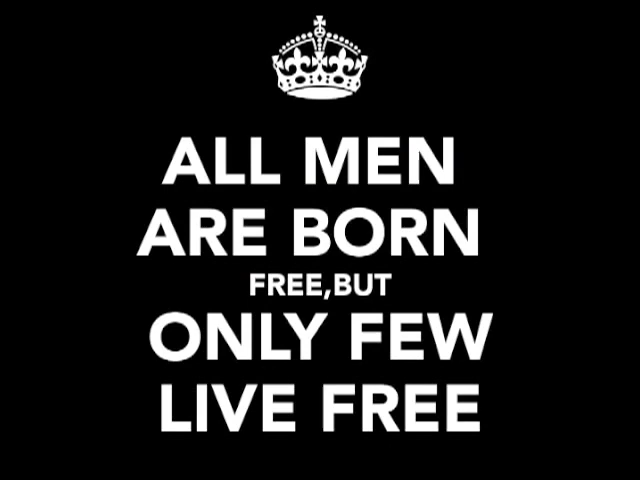 ALL MEN
ARE BORN
FREE,BUT
ONLY FEW
LIVE FREE